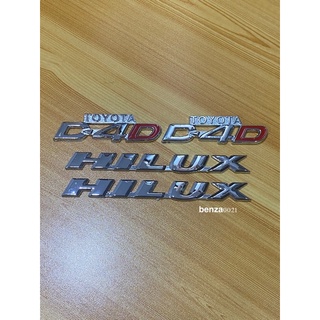 TOYOTA TOYOTA
D-4D D-4D
HILUX
HILUX
benza0021